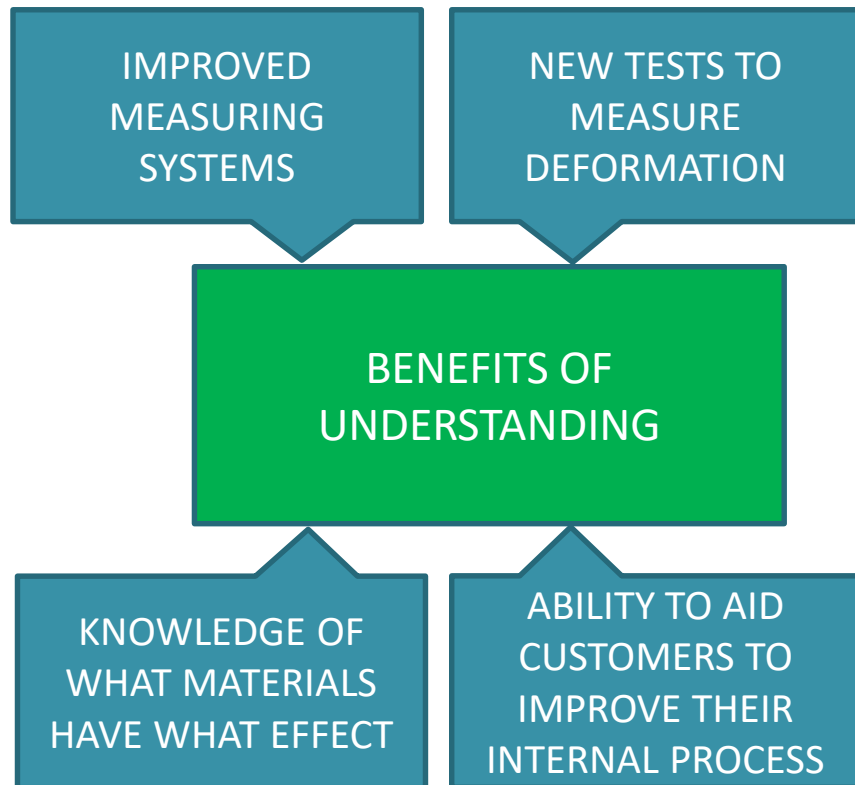 IMPROVED
MEASURING
SYSTEMS
NEW TESTS TO
MEASURE
DEFORMATION
BENEFITS OF
UNDERSTANDING
KNOWLEDGE OF
WHAT MATERIALS
HAVE WHAT EFFECT
ABILITY TO AID
CUSTOMERS TO
IMPROVE THEIR
INTERNAL PROCESS